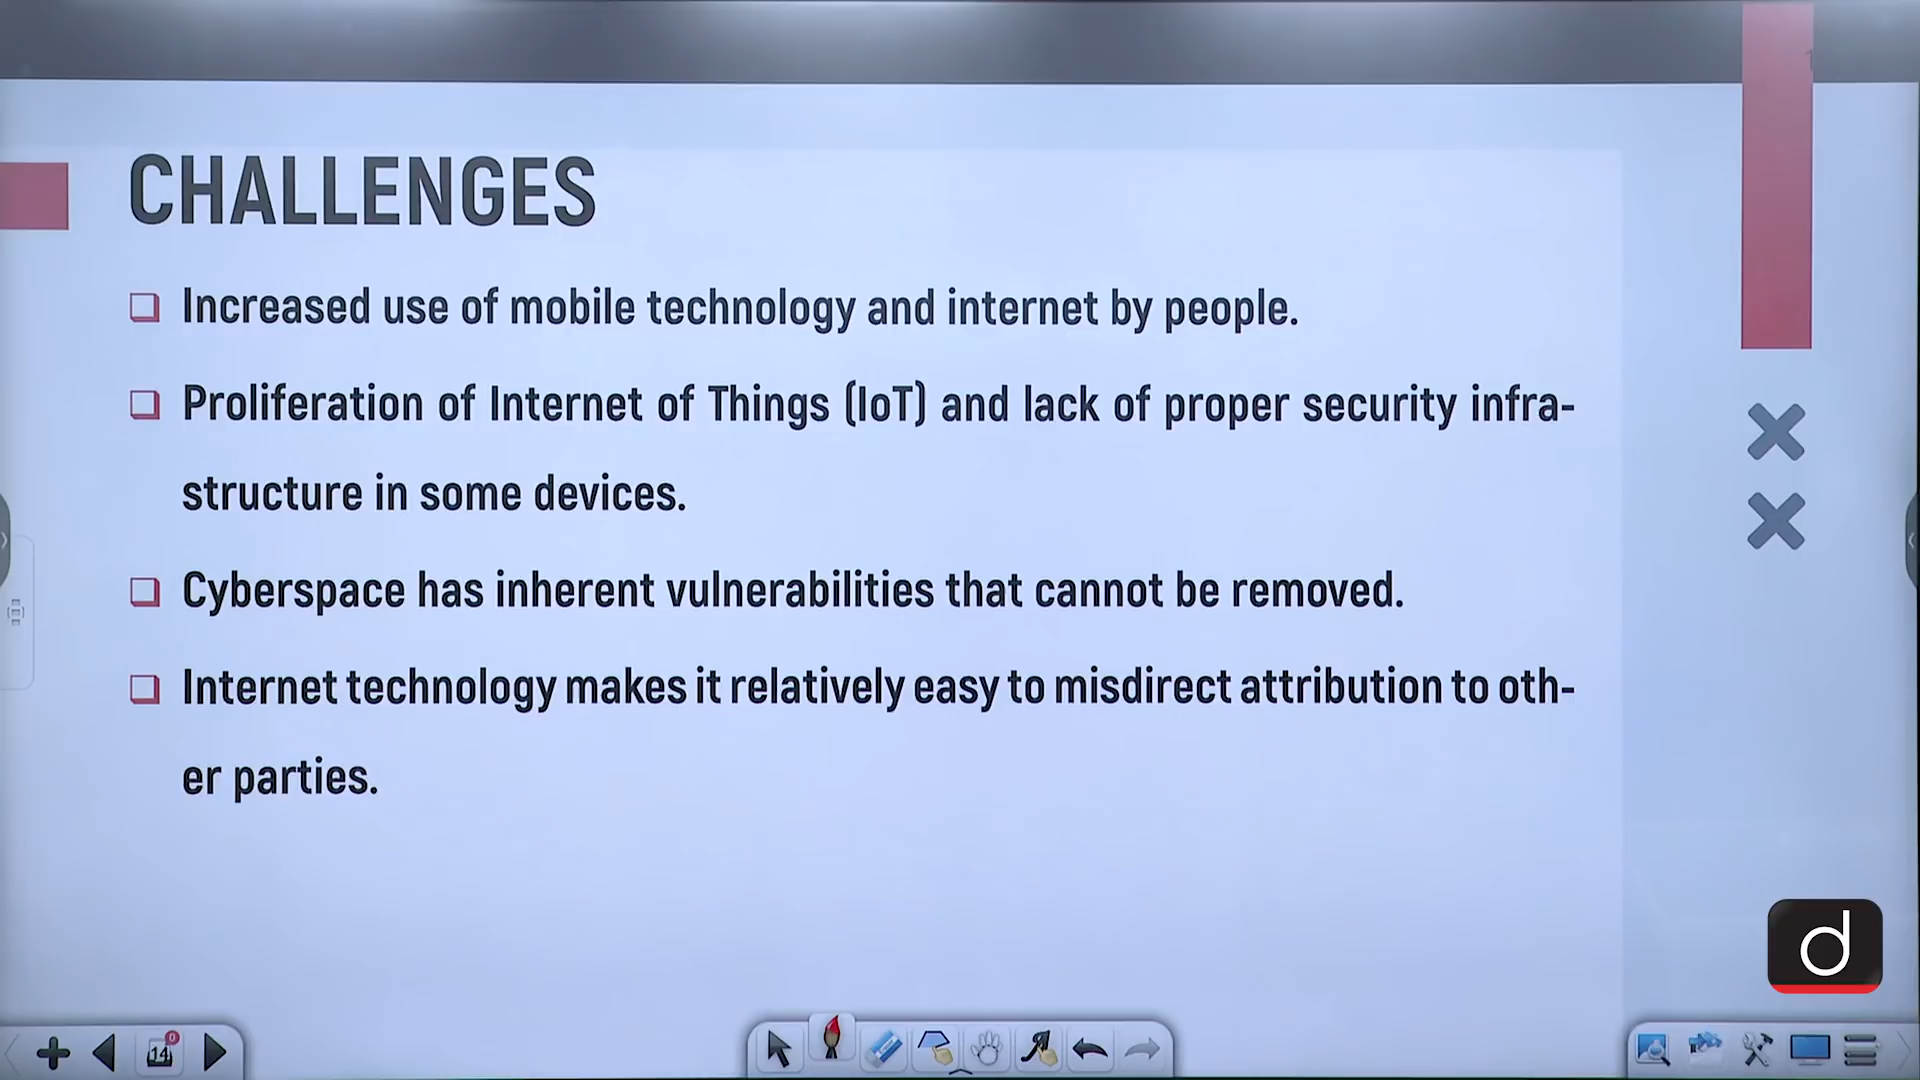 CHALLENGES
Increased use of mobile technology and internet by people.
Proliferation of Internet of Things (IoT) and lack of proper security infra-
structure in some devices.
Cyberspace has inherent vulnerabilities that cannot be removed.
Internet technology makes it relatively easy to misdirect attribution to oth-
er parties.
d
14
0